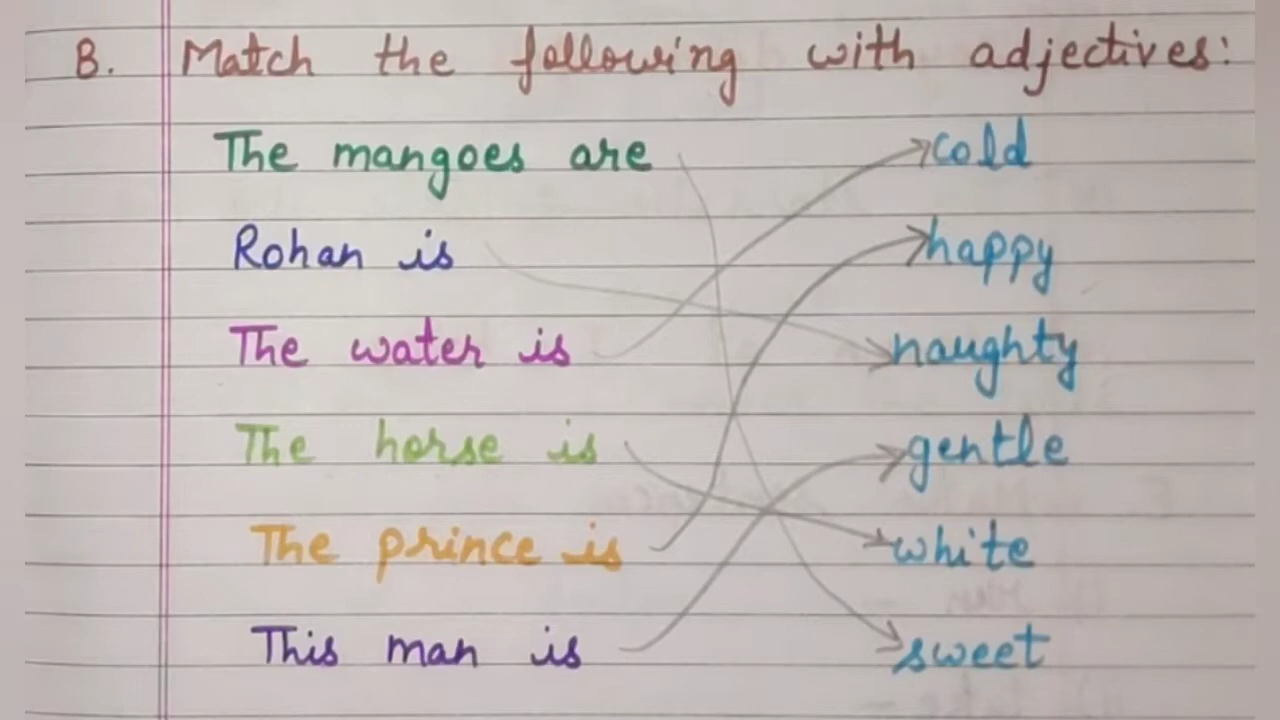 B. Match the following with adjectives:
The mangoes are cold
Rohan is happy
The water is naughty
The horse is gentle
The prince is white
This man is sweet